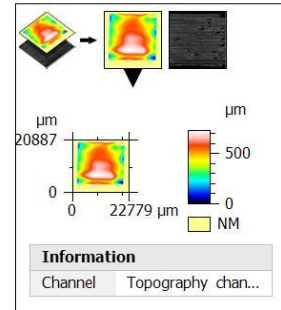 µm
µm
20887
500
0
0
0
22779 µm
NM
Information
Channel Topography chan...